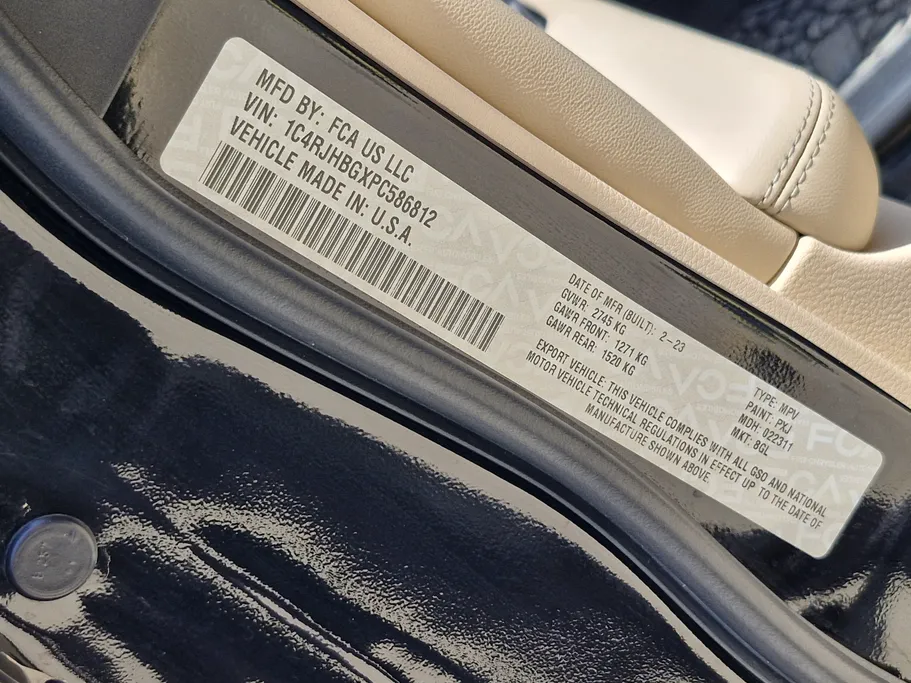 MFD BY: FCA US LLC
VIN: 1C4RJHBGXPC586812
VEHICLE MADE IN: U.S.A.
DATE OF MFR (BUILT): 2-23
GVWR: 2745 KG
GAWR FRONT: 1271 KG
GAWR REAR: 1520 KG
TYPE: MPV
PAINT: PXJ
MDH: 022311
MKT: 8GL
EXPORT VEHICLE: THIS VEHICLE COMPLIES WITH ALL GSO AND NATIONAL
MOTOR VEHICLE TECHNICAL REGULATIONS IN EFFECT UP TO THE DATE OF
MANUFACTURE SHOWN ABOVE.